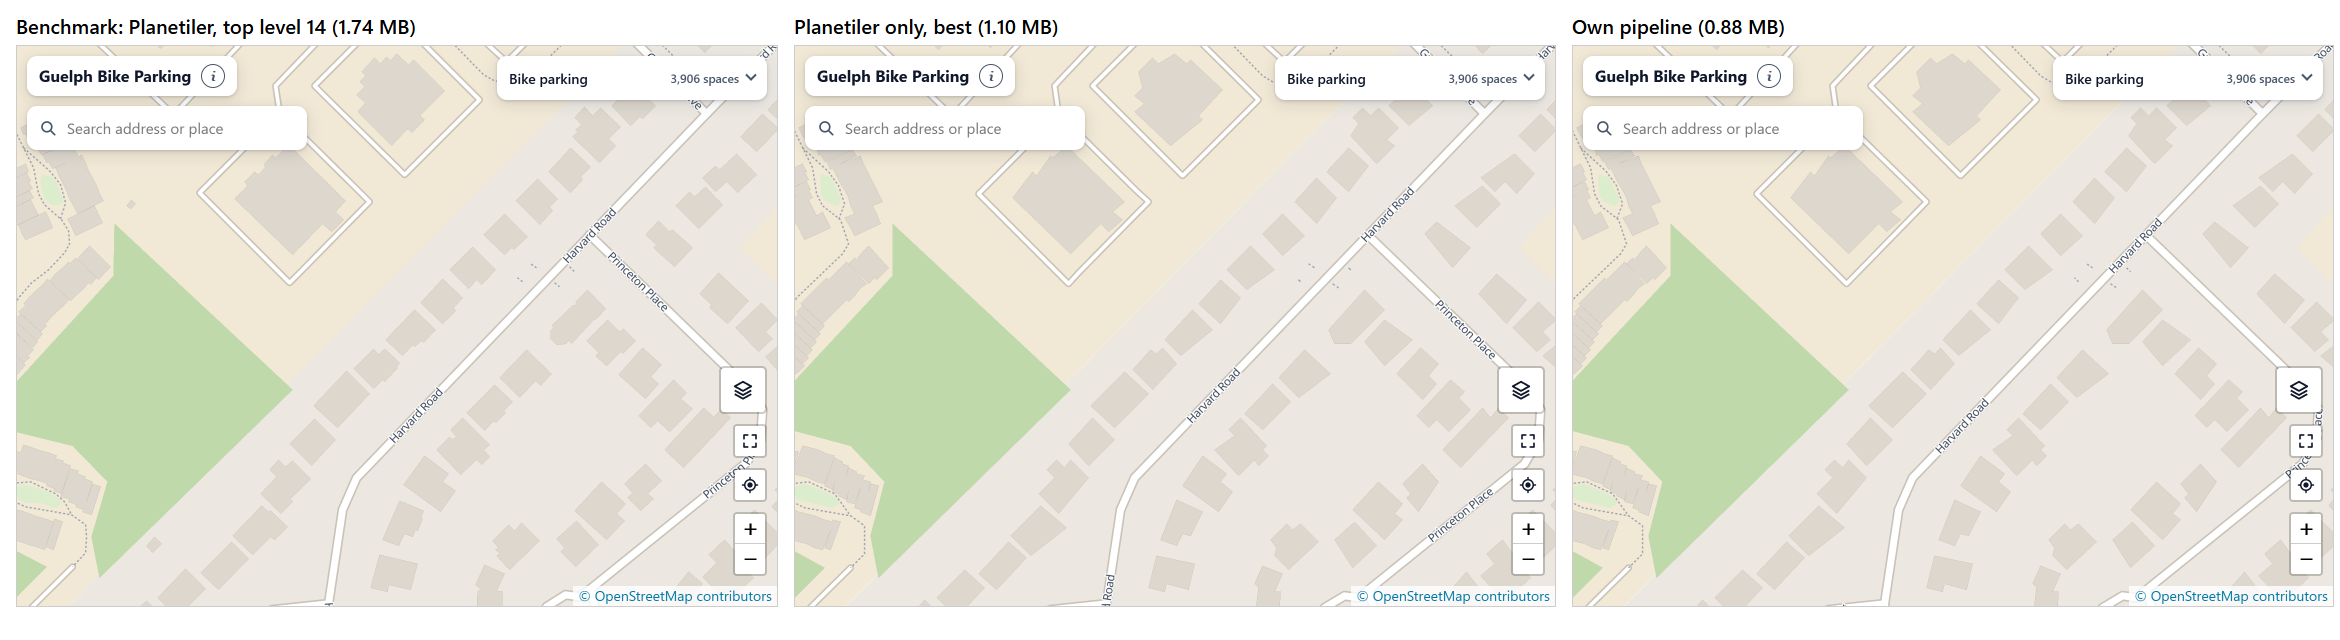 Benchmark: Planetiler, top level 14 (1.74 MB)
Guelph Bike Parking i
Bike parking 3,906 spaces
Search address or place
Harvard Road
Princeton Place
Harvard Road
© OpenStreetMap contributors
Planetiler only, best (1.10 MB)
Guelph Bike Parking i
Bike parking 3,906 spaces
Search address or place
Harvard Road
Princeton Place
Harvard Road
Princeton Place
© OpenStreetMap contributors
Own pipeline (0.88 MB)
Guelph Bike Parking i
Bike parking 3,906 spaces
Search address or place
Harvard Road
Harvard Road
© OpenStreetMap contributors